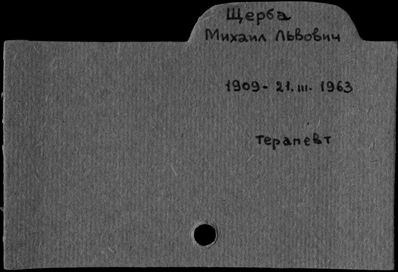 Щерба
Михаил Львович
1909- 21.III. 1963
терапевт